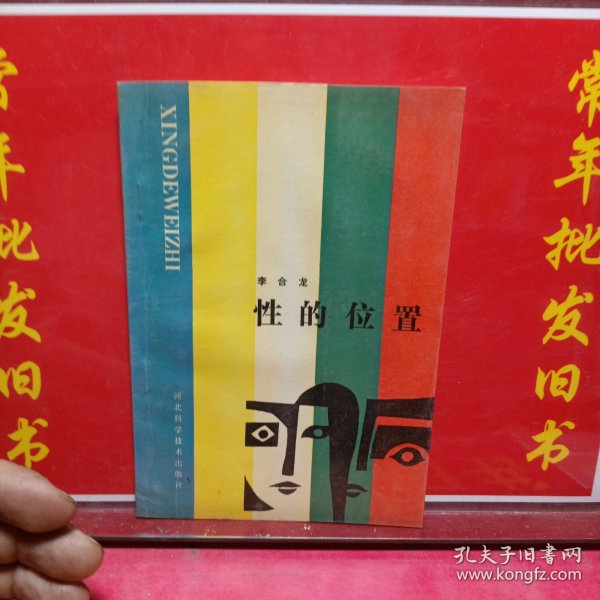 常年批发旧书
XINGDEWEIZHI
李合龙
性的位置
河北科学技术出版社
常年批发旧书
孔夫子旧书网
www.kongfz.com